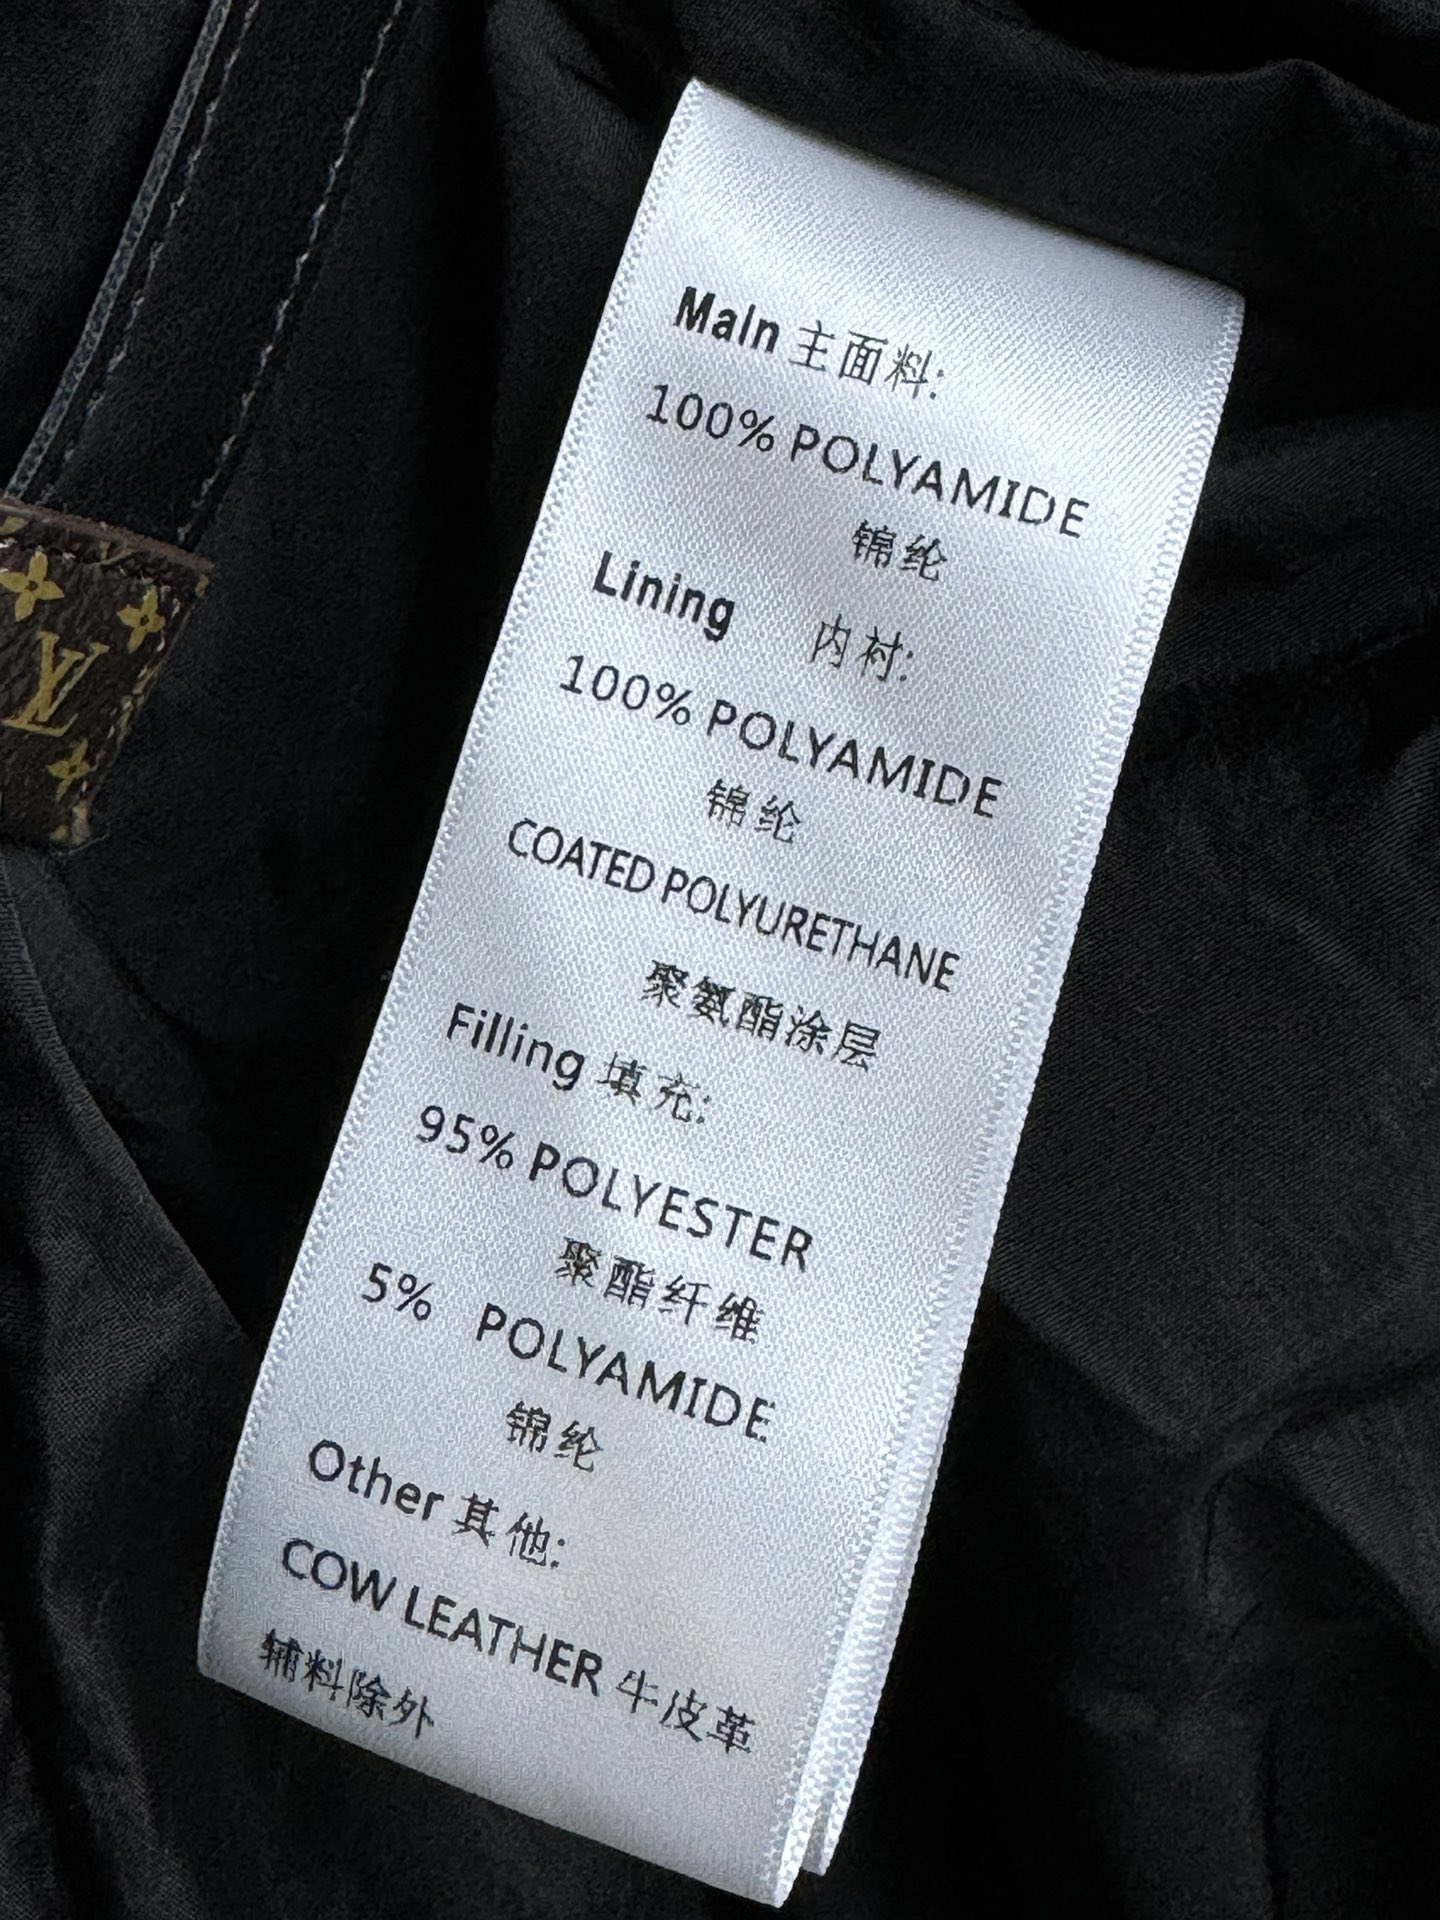 Main 主面料:
100% POLYAMIDE
锦纶
Lining 内衬:
100% POLYAMIDE
锦纶
COATED POLYURETHANE
聚氨酯涂层
Filling 填充:
95% POLYESTER
聚酯纤维
5% POLYAMIDE
锦纶
Other 其他:
COW LEATHER 牛皮革
辅料除外
LV